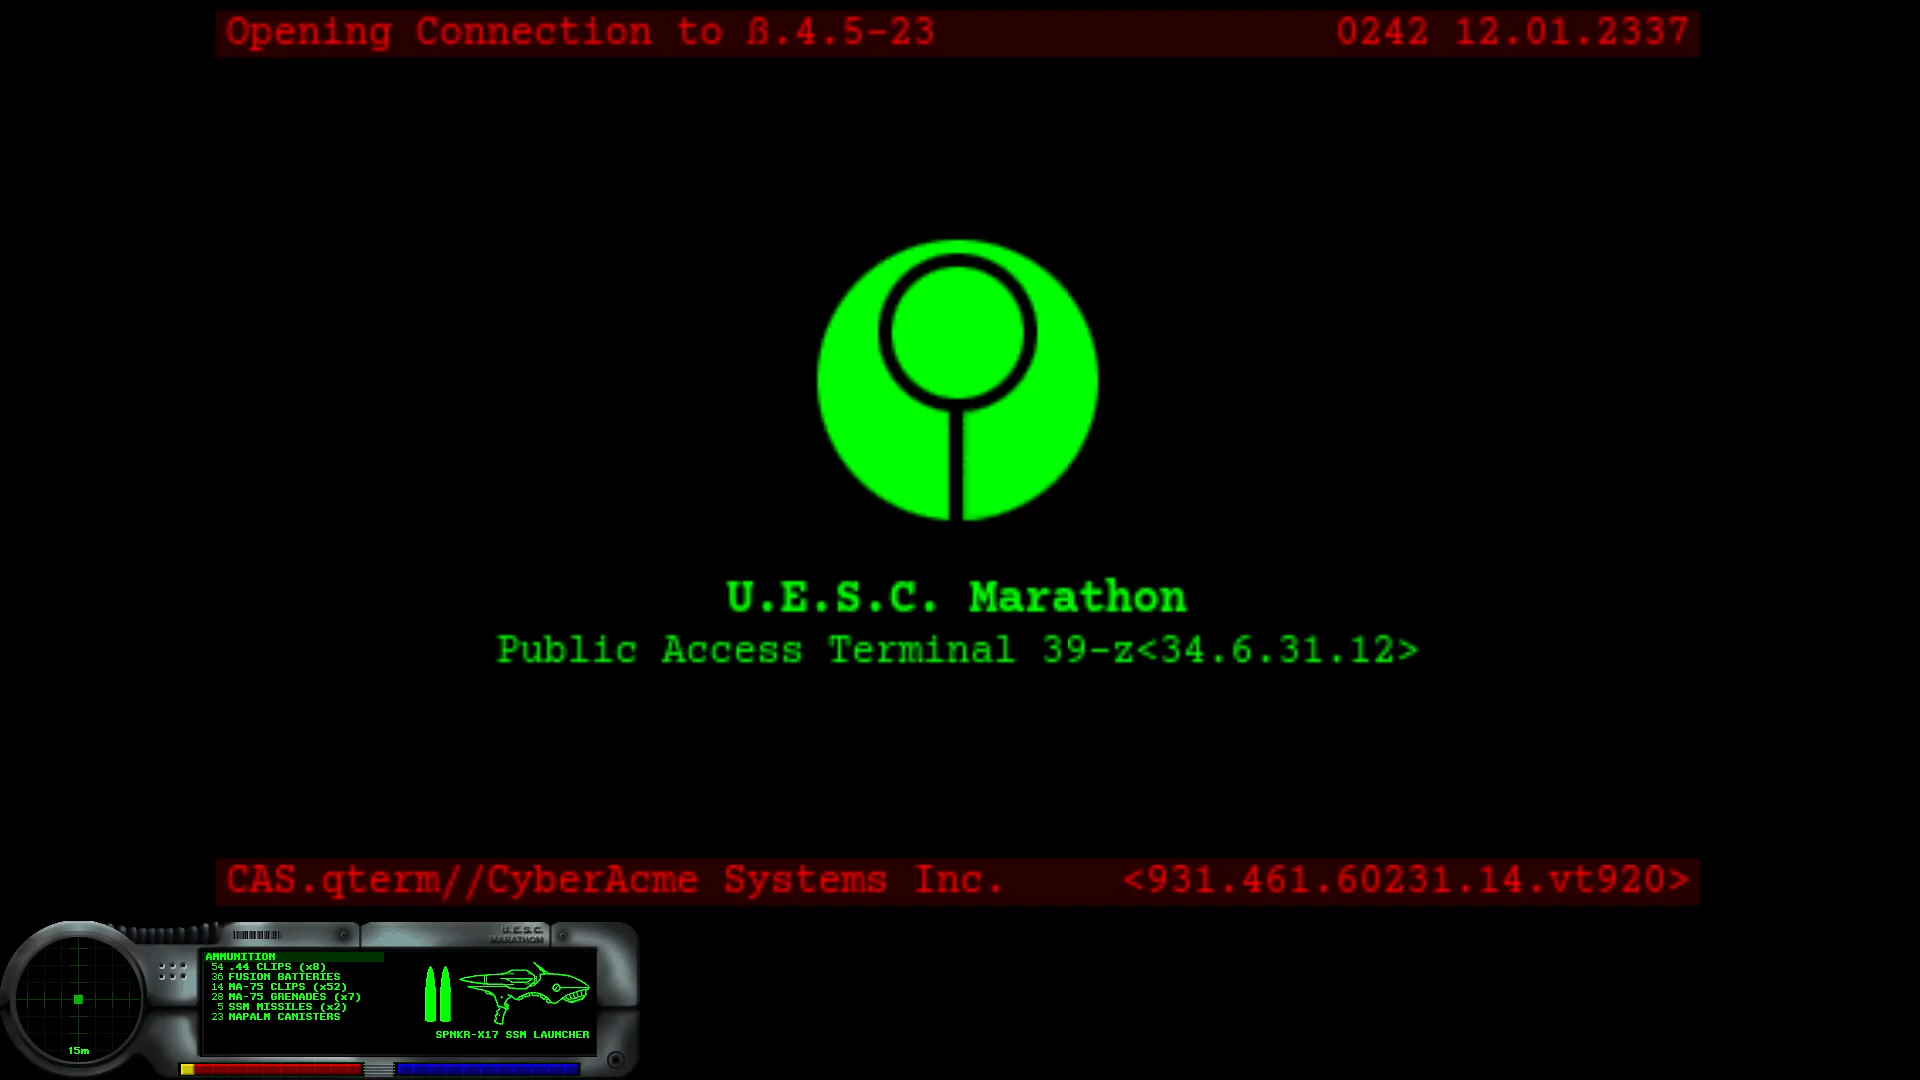 Opening Connection to ß.4.5-23 0242 12.01.2337
U.E.S.C. Marathon
Public Access Terminal 39-z<34.6.31.12>
CAS.qterm//CyberAcme Systems Inc. <931.461.60231.14.vt920>
U.E.S.C.
MARATHON
AMMUNITION
54 .44 CLIPS (x8)
36 FUSION BATTERIES
14 MA-75 CLIPS (x52)
28 MA-75 GRENADES (x7)
5 SSM MISSILES (x2)
23 NAPALM CANISTERS
SPNKR-X17 SSM LAUNCHER
15m